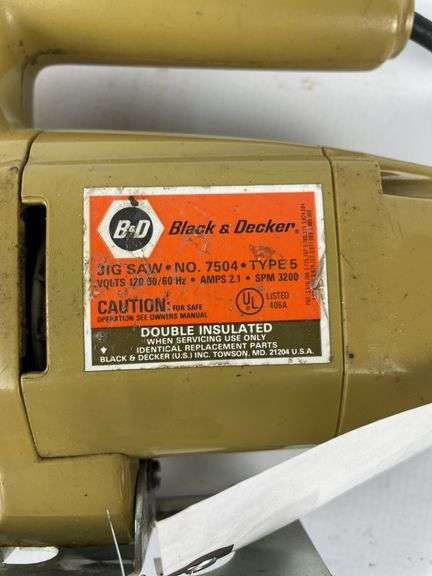 B&D Black & Decker®
JIG SAW • NO. 7504 • TYPE 5
VOLTS 120 60/60 Hz • AMPS 2.1 • SPM 3200
CAUTION: FOR SAFE
OPERATION SEE OWNERS MANUAL
UL LISTED
406A
DOUBLE INSULATED
WHEN SERVICING USE ONLY
IDENTICAL REPLACEMENT PARTS
BLACK & DECKER (U.S.) INC. TOWSON, MD. 21204 U.S.A.